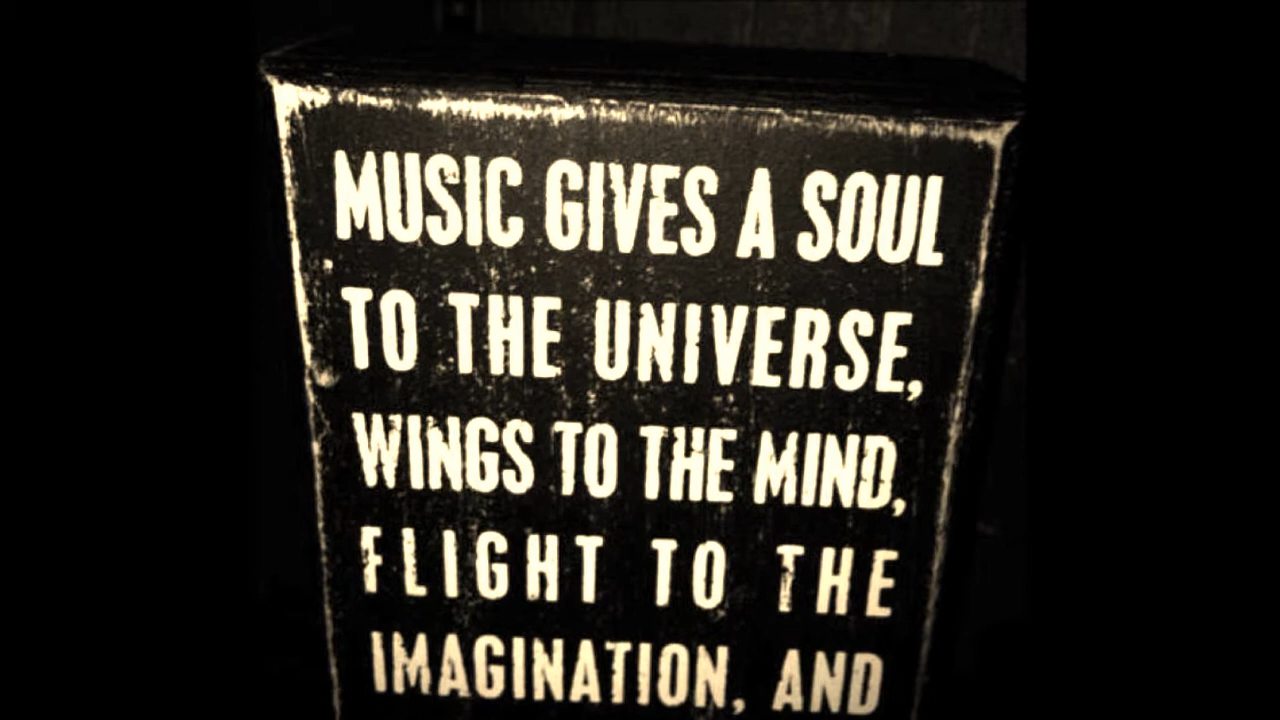 MUSIC GIVES A SOUL
TO THE UNIVERSE,
WINGS TO THE MIND,
FLIGHT TO THE
IMAGINATION, AND